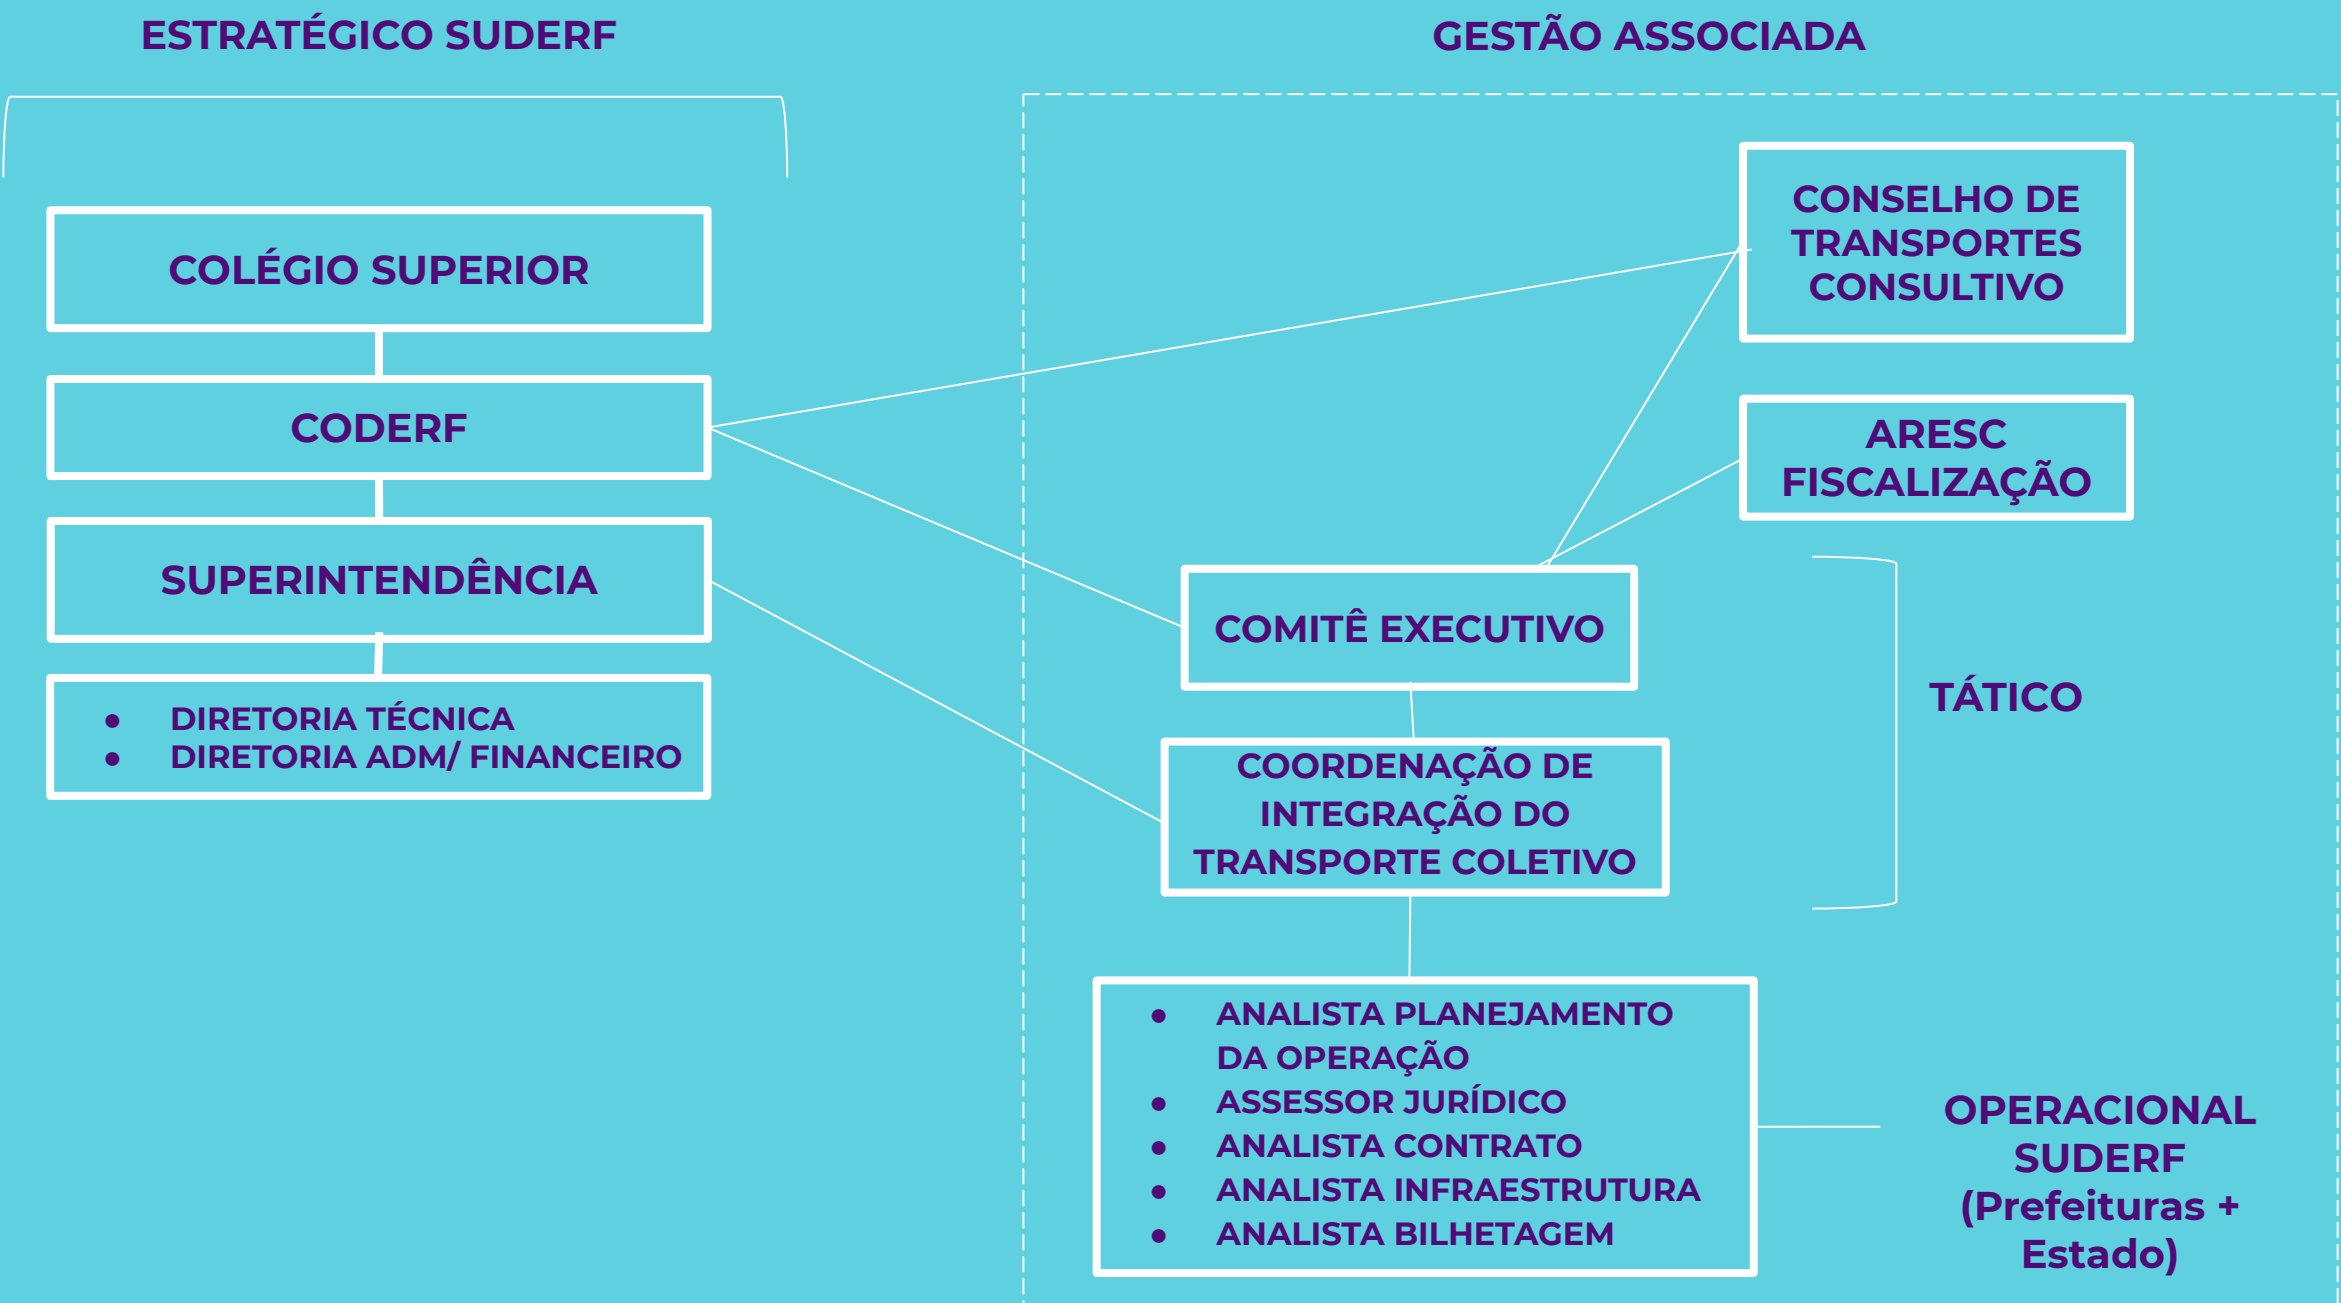 ESTRATÉGICO SUDERF
COLÉGIO SUPERIOR
CODERF
SUPERINTENDÊNCIA
● DIRETORIA TÉCNICA
● DIRETORIA ADM/ FINANCEIRO
GESTÃO ASSOCIADA
CONSELHO DE
TRANSPORTES
CONSULTIVO
ARESC
FISCALIZAÇÃO
COMITÊ EXECUTIVO
COORDENAÇÃO DE
INTEGRAÇÃO DO
TRANSPORTE COLETIVO
TÁTICO
● ANALISTA PLANEJAMENTO
DA OPERAÇÃO
● ASSESSOR JURÍDICO
● ANALISTA CONTRATO
● ANALISTA INFRAESTRUTURA
● ANALISTA BILHETAGEM
OPERACIONAL
SUDERF
(Prefeituras +
Estado)